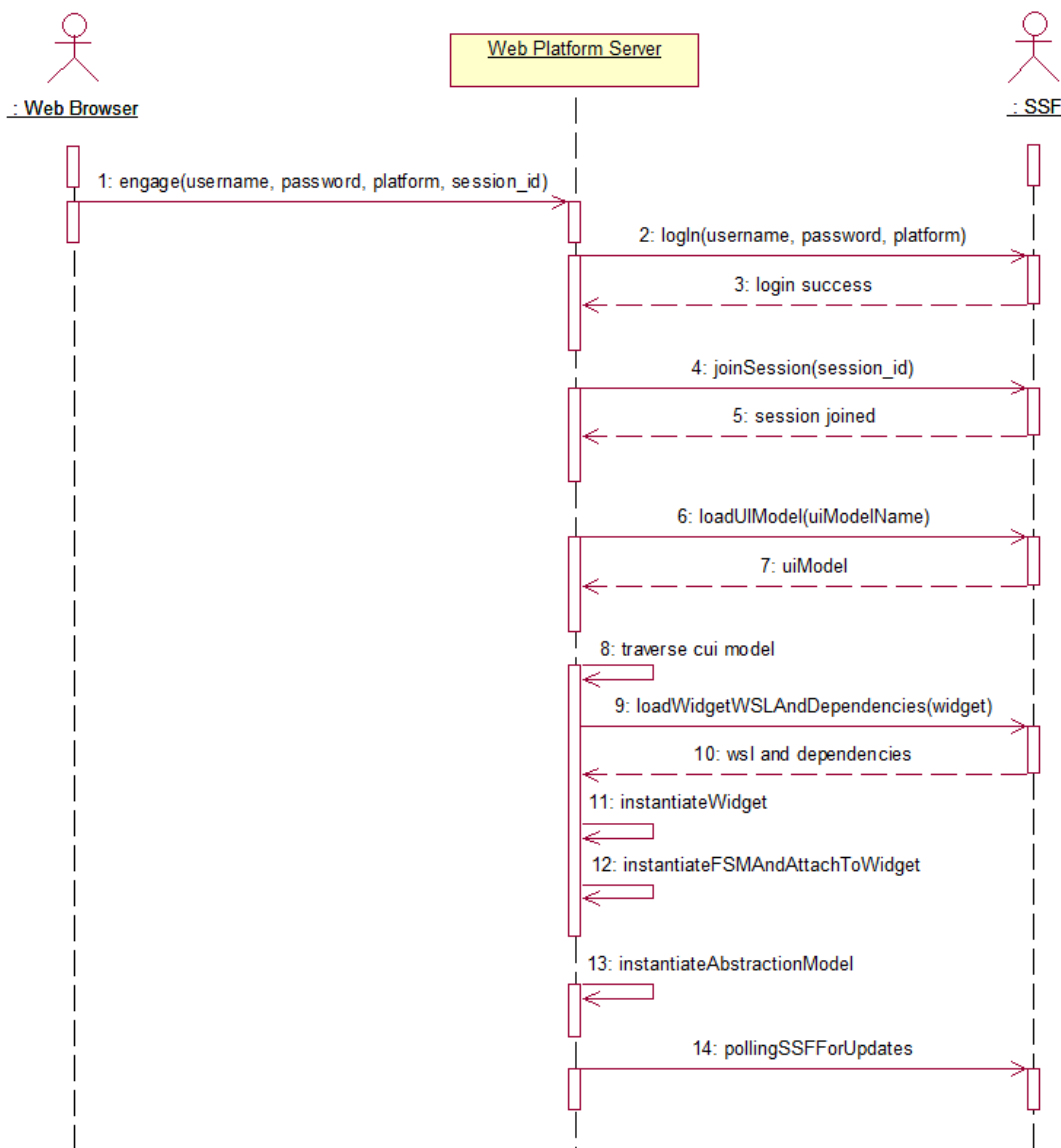 Web Platform Server
_: Web Browser
_: SSF
1: engage(username, password, platform, session_id)
2: logIn(username, password, platform)
3: login success
4: joinSession(session_id)
5: session joined
6: loadUIModel(uiModelName)
7: uiModel
8: traverse cui model
9: loadWidgetWSLAndDependencies(widget)
10: wsl and dependencies
11: instantiateWidget
12: instantiateFSMAndAttachToWidget
13: instantiateAbstractionModel
14: pollingSSFForUpdates